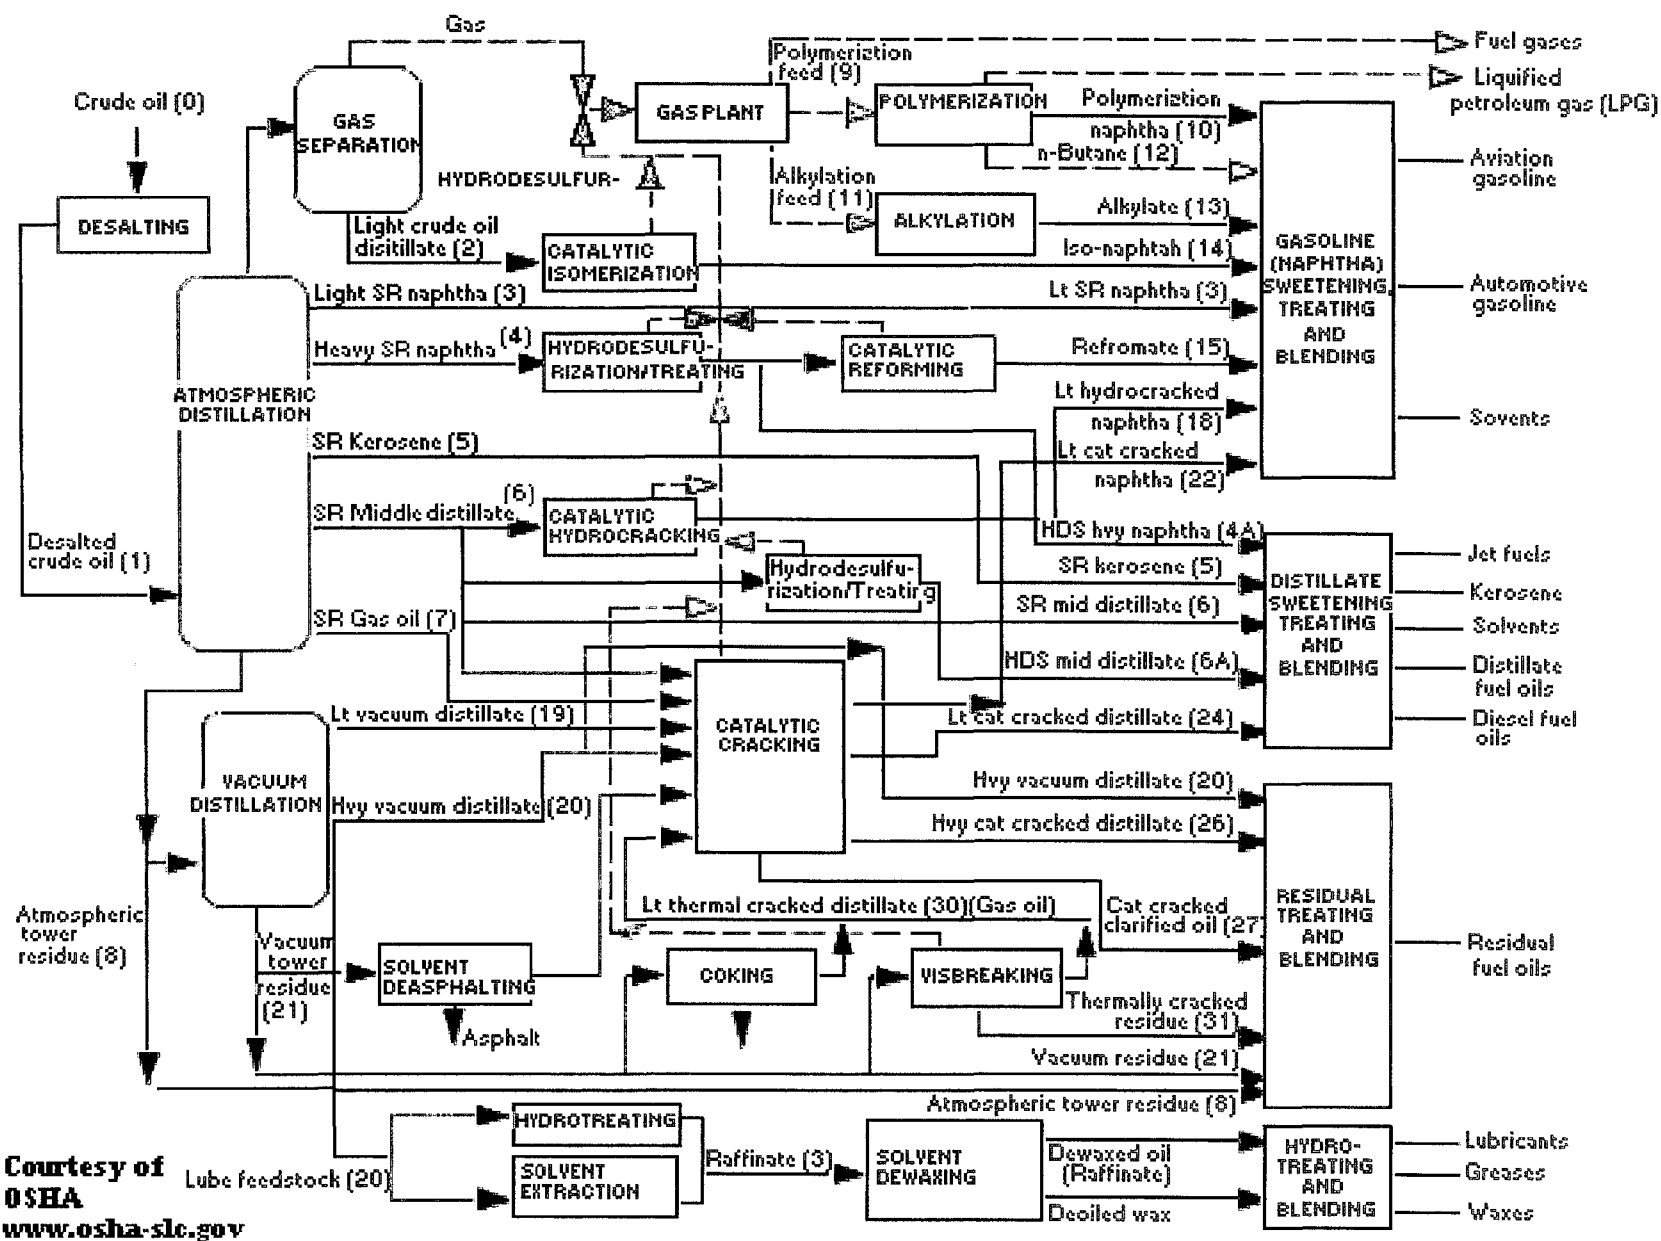 Gas
Fuel gases
Polymeriztion
feed (9)
Liquified
petroleum gas (LPG)
Crude oil (0)
GAS
SEPARATION
GAS PLANT
POLYMERIZATION
Polymeriztion
naphtha (10)
n-Butane (12)
Aviation
gasoline
HYDRODESULFUR-
Alkylation
feed (11)
DESALTING
ALKYLATION
Alkylate (13)
Light crude oil
disitillate (2)
CATALYTIC
ISOMERIZATION
Iso-naphtah (14)
GASOLINE
(NAPHTHA)
SWEETENING,
TREATING
AND
BLENDING
Light SR naphtha (3)
Lt SR naphtha (3)
Automotive
gasoline
Heavy SR naphtha (4)
HYDRODESULFU-
RIZATION/TREATING
CATALYTIC
REFORMING
Refromate (15)
ATMOSPHERIC
DISTILLATION
Lt hydrocracked
naphtha (18)
Sovents
SR Kerosene (5)
Lt cat cracked
naphtha (22)
SR Middle distillate (6)
CATALYTIC
HYDROCRACKING
HDS hvy naphtha (4A)
Jet fuels
Desalted
crude oil (1)
Hydrodesulfu-
rization/Treating
SR kerosene (5)
DISTILLATE
SWEETENING
TREATING
AND
BLENDING
Kerosene
SR Gas oil (7)
SR mid distillate (6)
Solvents
HDS mid distillate (6A)
Distillate
fuel oils
Lt vacuum distillate (19)
CATALYTIC
CRACKING
Lt cat cracked distillate (24)
Diesel fuel
oils
VACUUM
DISTILLATION
Hvy vacuum distillate (20)
Hvy vacuum distillate (20)
Hvy cat cracked distillate (26)
Atmospheric
tower
residue (8)
Lt thermal cracked distillate (30)(Gas oil)
Cat cracked
clarified oil (27
RESIDUAL
TREATING
AND
BLENDING
Residual
fuel oils
Vacuum
tower
residue
(21)
SOLVENT
DEASPHALTING
COKING
VISBREAKING
Asphalt
Thermally cracked
residue (31)
Vacuum residue (21)
Atmospheric tower residue (8)
HYDROTREATING
Lube feedstock (20)
SOLVENT
EXTRACTION
Raffinate (3)
SOLVENT
DEWAXING
Dewaxed oil
(Raffinate)
Deoiled wax
HYDRO-
TREATING
AND
BLENDING
Lubricants
Greases
Waxes
Courtesy of
OSHA
www.osha-slc.gov